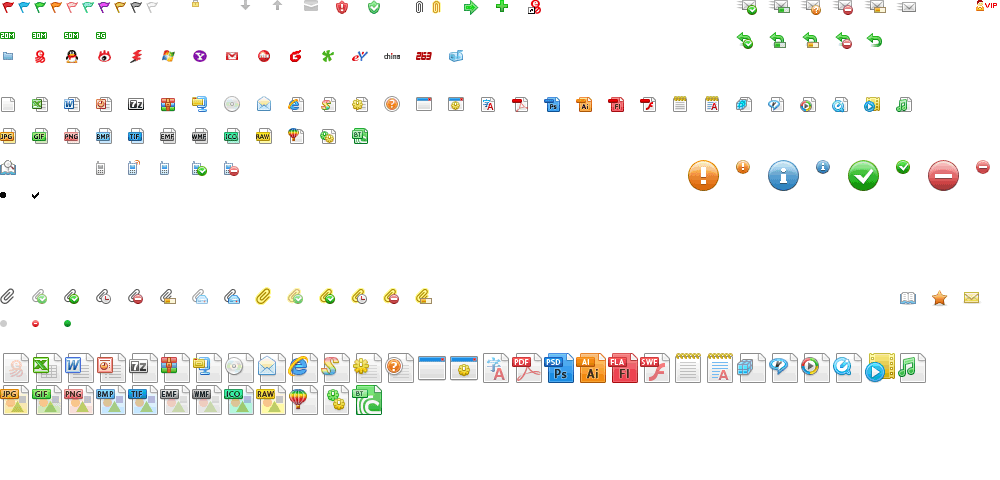 VIP
20M 30M 50M 2G
china 263
7z
JPG GIF PNG BMP TIF EMF WMF ICO RAW BT
7z PDF PSD Ps AI Ai FLA Fl SWF
JPG GIF PNG BMP TIF EMF WMF ICO RAW BT